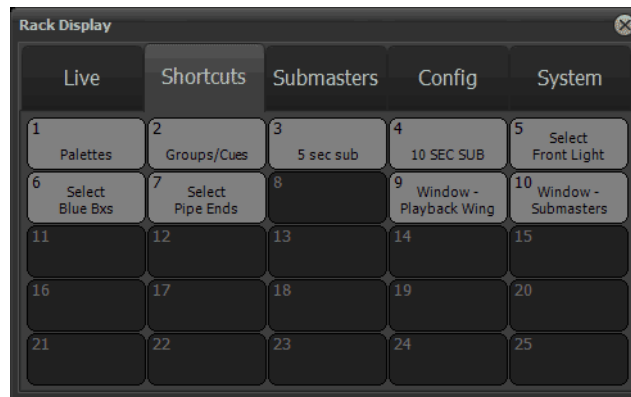 Rack Display
Live Shortcuts Submasters Config System
1 Palettes
2 Groups/Cues
3 5 sec sub
4 10 SEC SUB
5 Select
Front Light
6 Select
Blue Bxs
7 Select
Pipe Ends
8
9 Window -
Playback Wing
10 Window -
Submasters
11 12 13 14 15
16 17 18 19 20
21 22 23 24 25